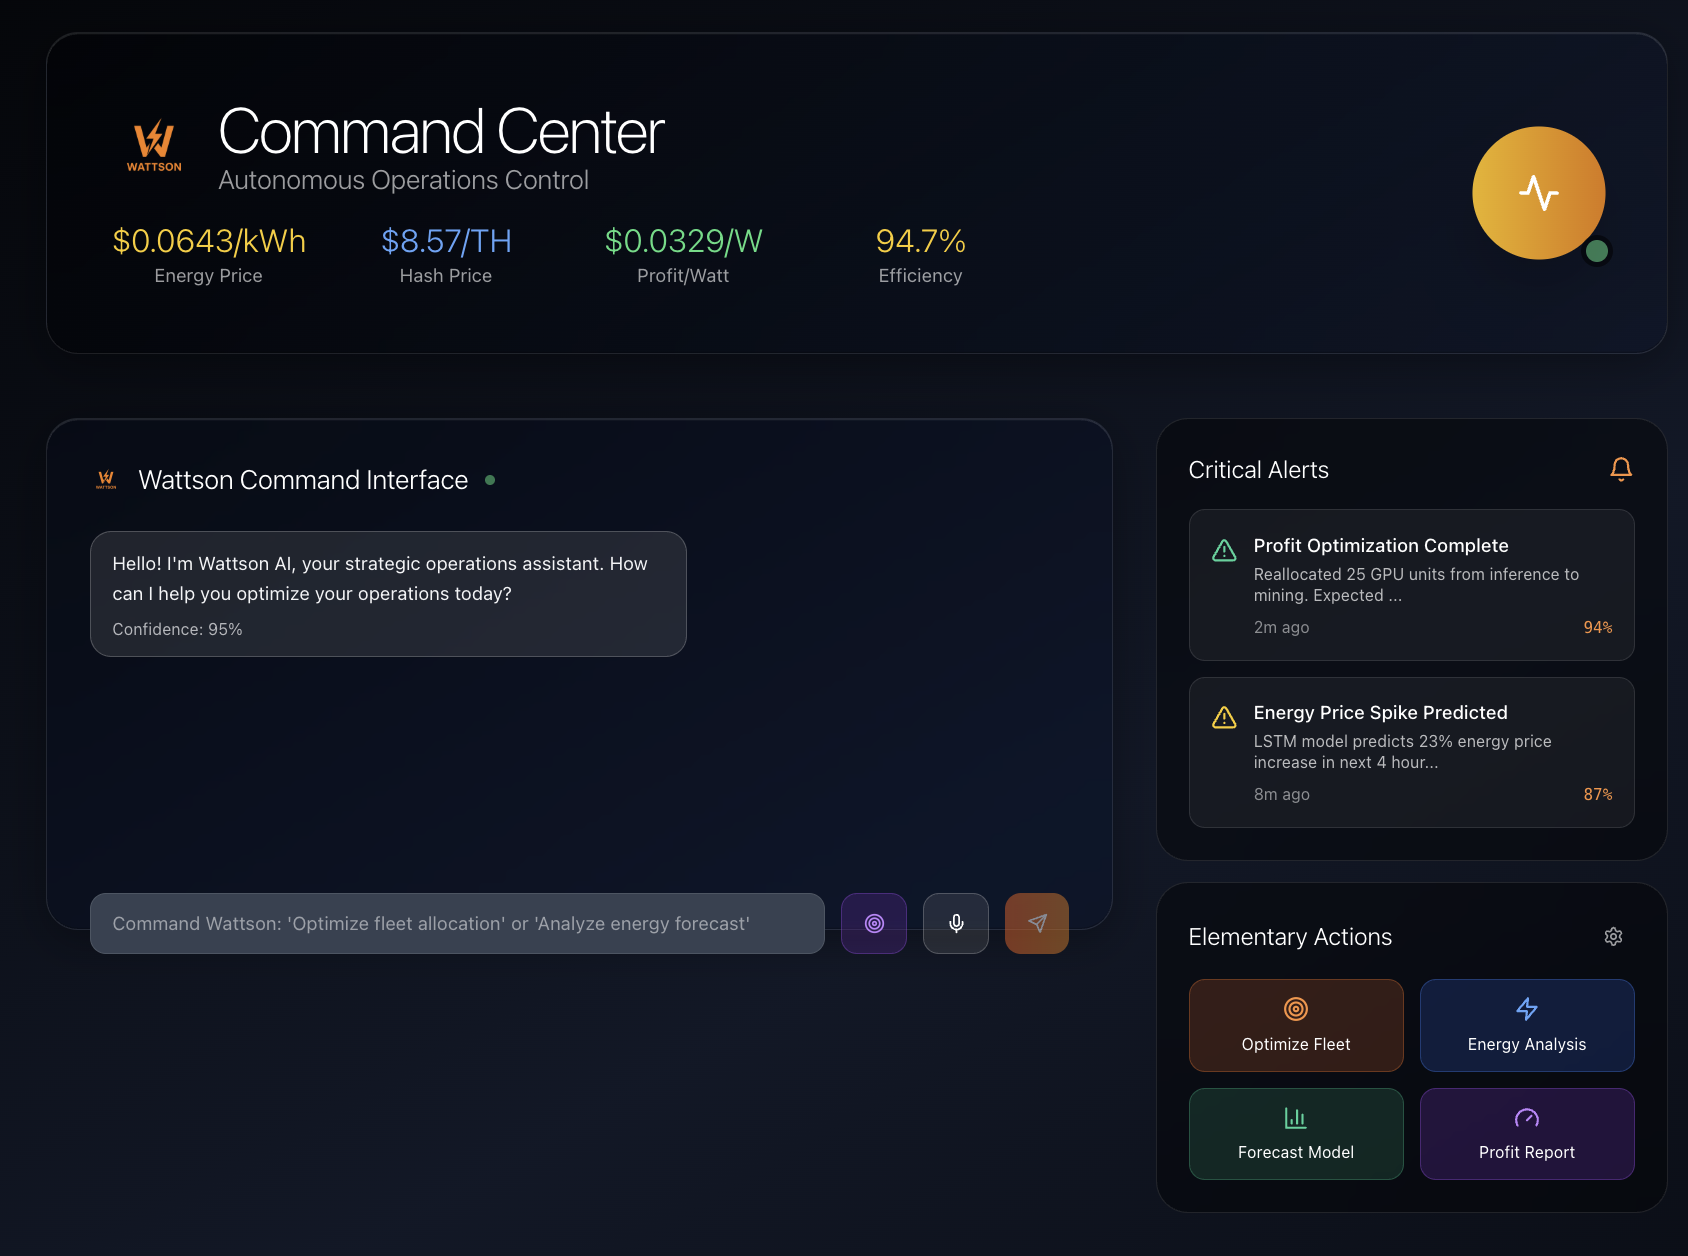 WATTSON
Command Center
Autonomous Operations Control
$0.0643/kWh
Energy Price
$8.57/TH
Hash Price
$0.0329/W
Profit/Watt
94.7%
Efficiency
WATTSON
Wattson Command Interface
Hello! I'm Wattson AI, your strategic operations assistant. How
can I help you optimize your operations today?
Confidence: 95%
Command Wattson: 'Optimize fleet allocation' or 'Analyze energy forecast'
Critical Alerts
Profit Optimization Complete
Reallocated 25 GPU units from inference to
mining. Expected ...
2m ago
94%
Energy Price Spike Predicted
LSTM model predicts 23% energy price
increase in next 4 hour...
8m ago
87%
Elementary Actions
Optimize Fleet
Energy Analysis
Forecast Model
Profit Report